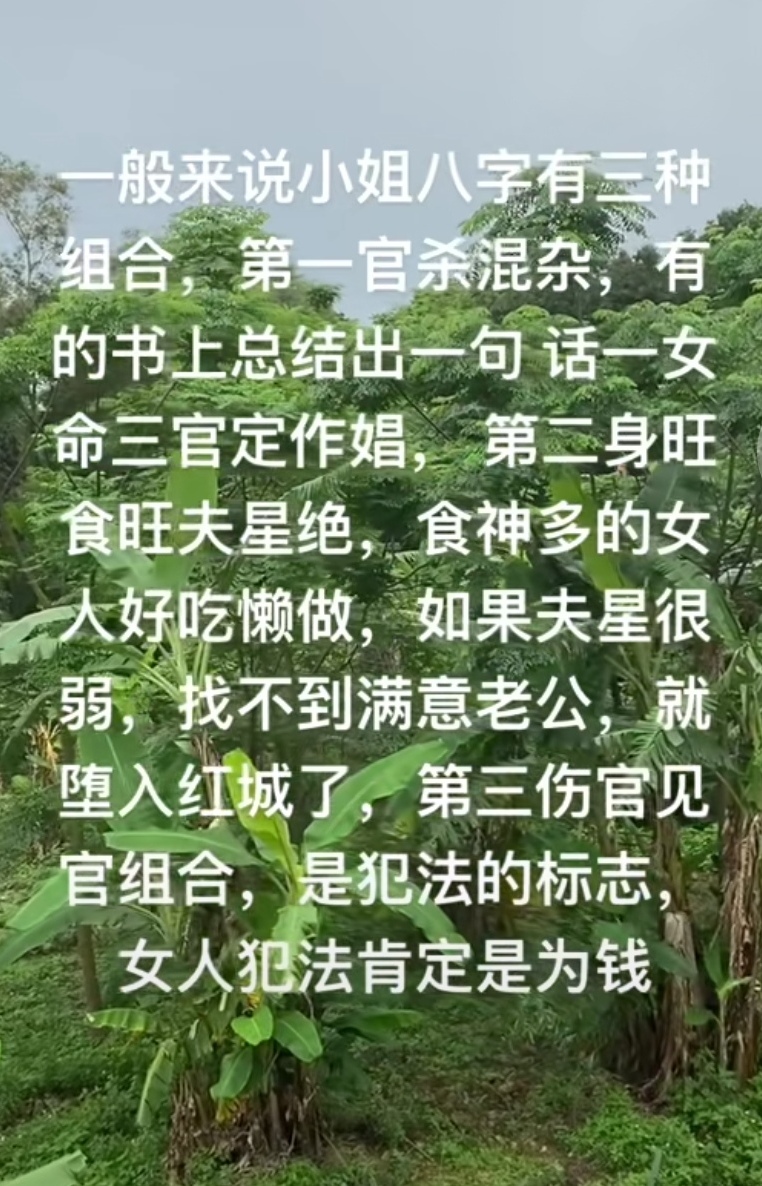 一般来说小姐八字有三种
组合，第一官杀混杂，有
的书上总结出一句 话一女
命三官定作娼， 第二身旺
食旺夫星绝，食神多的女
人好吃懒做，如果夫星很
弱，找不到满意老公，就
堕入红城了，第三伤官见
官组合，是犯法的标志，
女人犯法肯定是为钱